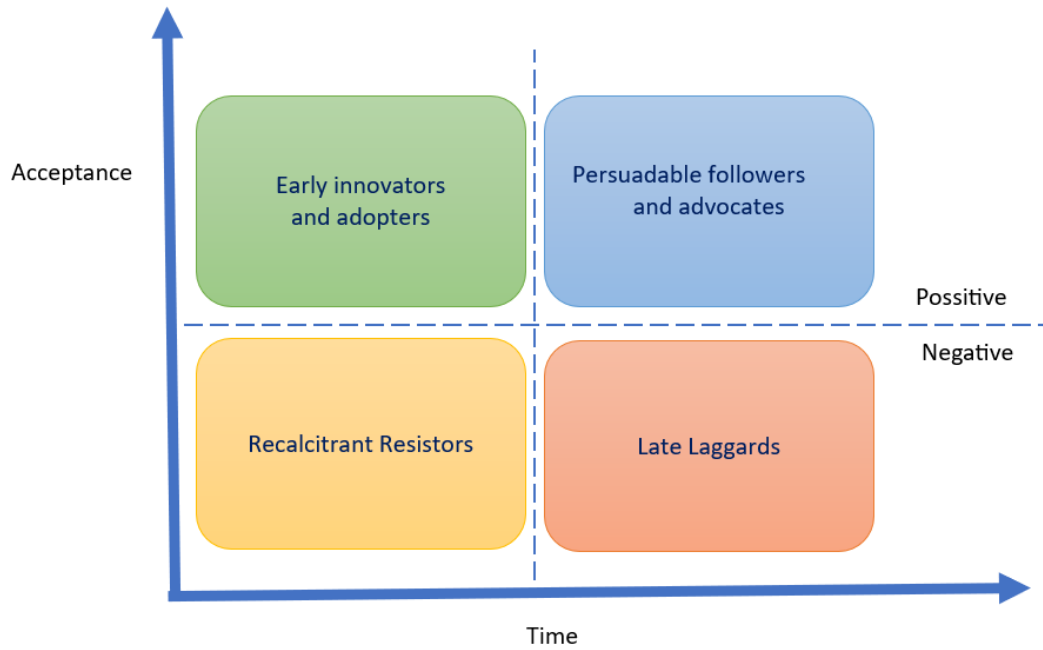 Acceptance
Early innovators
and adopters
Persuadable followers
and advocates
Possitive
Negative
Recalcitrant Resistors
Late Laggards
Time